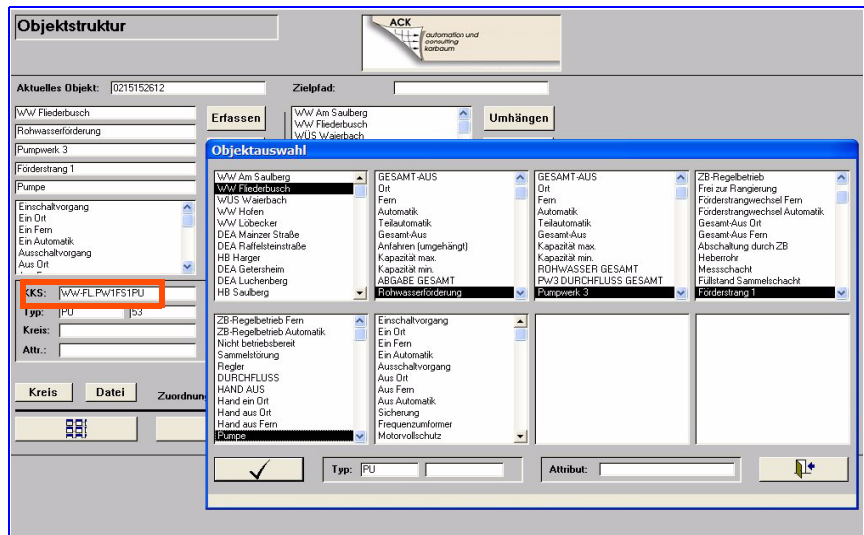 Objektstruktur
ACK
automation und
consulting
karbaum
Aktuelles Objekt: 0215152612
Zielpfad:
WW Fliederbusch
Rohwasserförderung
Pumpwerk 3
Förderstrang 1
Pumpe
Erfassen
WW Am Saulberg
WW Fliederbusch
WÜS Waierbach
Umhängen
Einschaltvorgang
Ein Ort
Ein Fern
Ein Automatik
Ausschaltvorgang
Aus Ort
KKS: WW-FL.PW1FS1PU
Typ: PU 53
Kreis:
Attr.:
Kreis
Datei
Zuordnun
Objektauswahl
WW Am Saulberg
WW Fliederbusch
WÜS Waierbach
WW Hofen
WW Löbecker
DEA Mainzer Straße
DEA Raffelsteinstraße
HB Harger
DEA Getersheim
DEA Luchenberg
HB Saulberg
GESAMT-AUS
Ort
Fern
Automatik
Teilautomatik
Gesamt-Aus
Anfahren (umgehängt)
Kapazität max.
Kapazität min.
ABGABE GESAMT
Rohwasserförderung
GESAMT-AUS
Ort
Fern
Automatik
Teilautomatik
Gesamt-Aus
Kapazität max.
Kapazität min.
ROHWASSER GESAMT
PW3 DURCHFLUSS GESAMT
Pumpwerk 3
ZB-Regelbetrieb
Frei zur Rangierung
Förderstrangwechsel Fern
Förderstrangwechsel Automatik
Gesamt-Aus Ort
Gesamt-Aus Fern
Abschaltung durch ZB
Heberrohr
Messschacht
Füllstand Sammelschacht
Förderstrang 1
ZB-Regelbetrieb Fern
ZB-Regelbetrieb Automatik
Nicht betriebsbereit
Sammelstörung
Regler
DURCHFLUSS
HAND AUS
Hand ein Ort
Hand aus Ort
Hand aus Fern
Pumpe
Einschaltvorgang
Ein Ort
Ein Fern
Ein Automatik
Ausschaltvorgang
Aus Ort
Aus Fern
Aus Automatik
Sicherung
Frequenzumformer
Motorvollschutz
Typ: PU
Attribut: